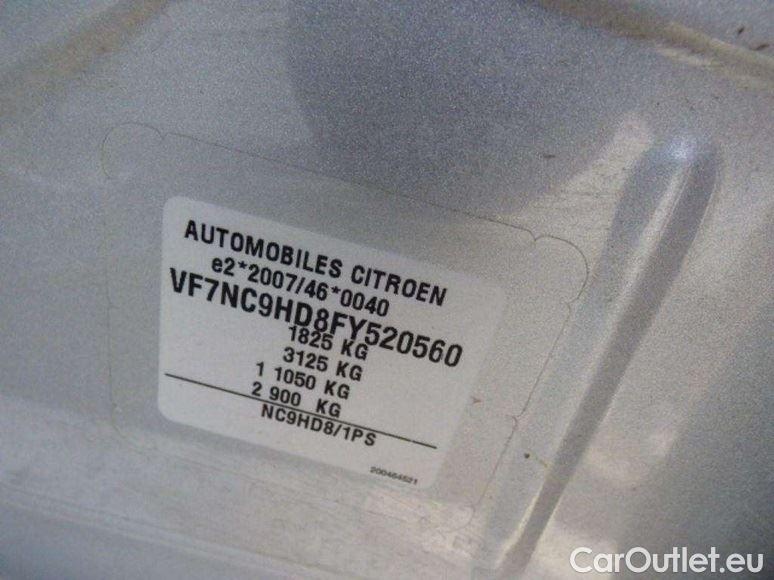 AUTOMOBILES CITROEN
e2*2007/46*0040
VF7NC9HD8FY520560
1825 KG
3125 KG
1 1050 KG
2 900 KG
NC9HD8/1PS
200464521
CarOutlet.eu